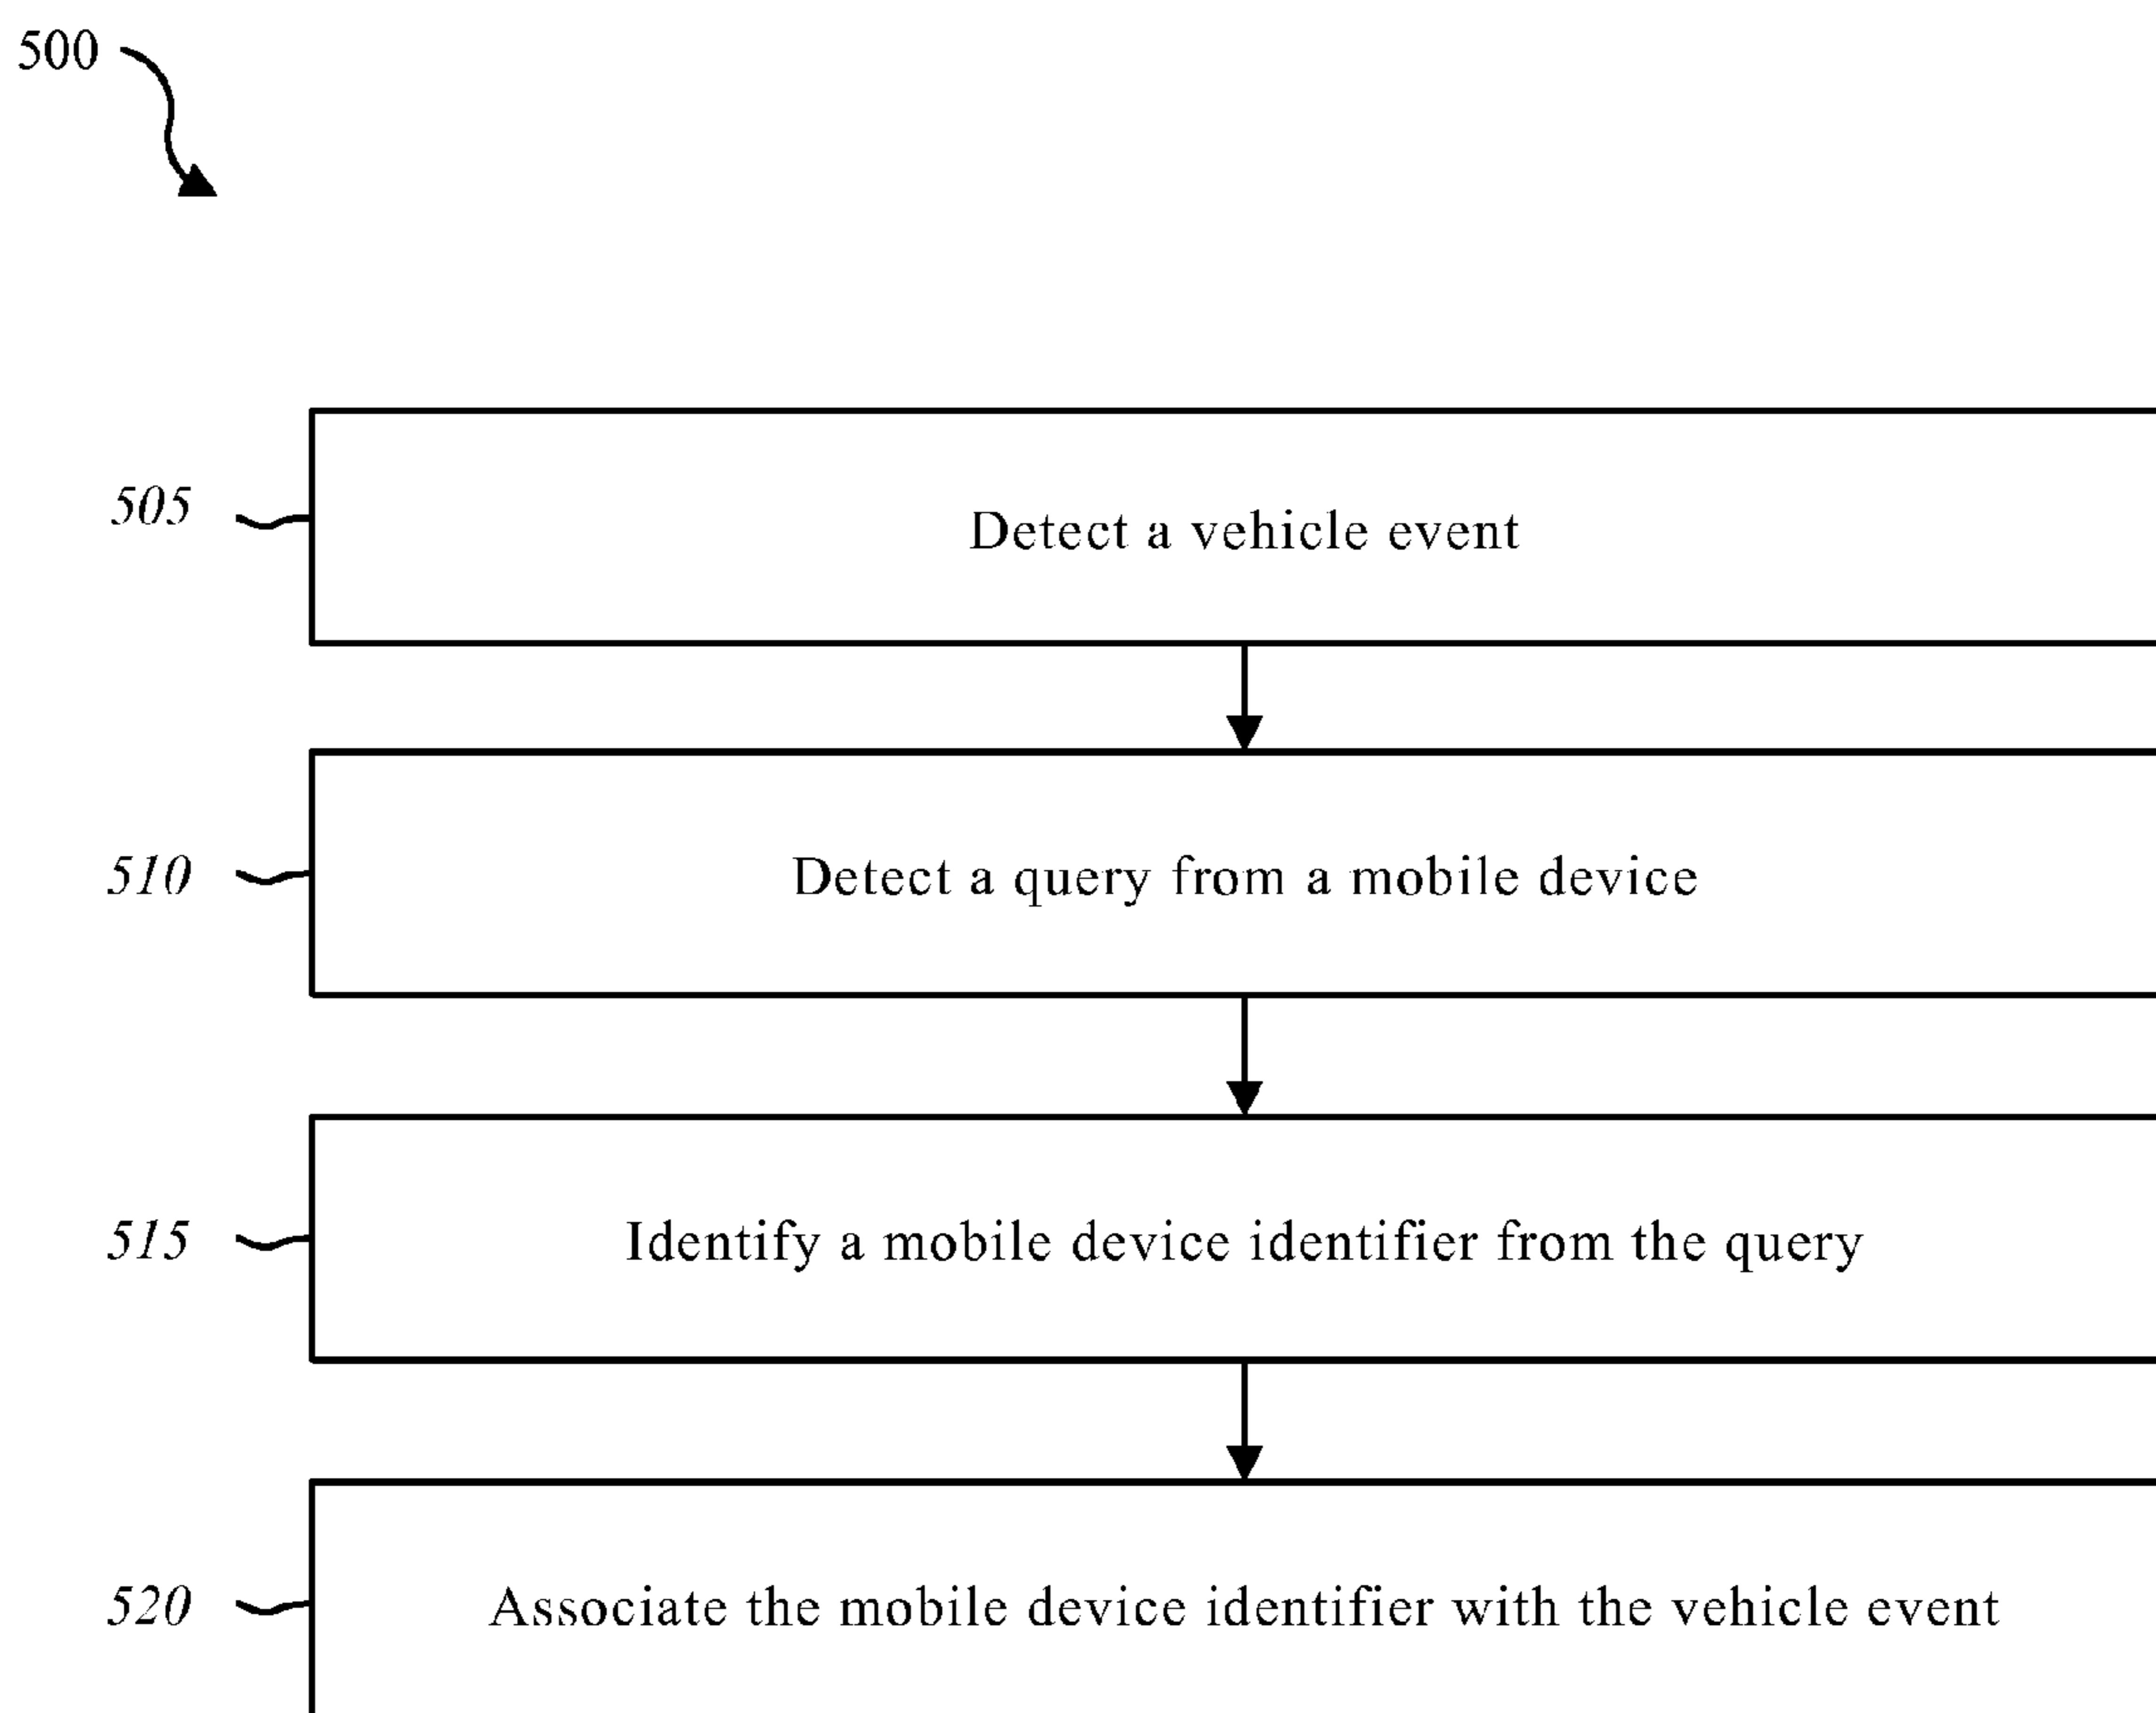 500
505
Detect a vehicle event
510
Detect a query from a mobile device
515
Identify a mobile device identifier from the query
520
Associate the mobile device identifier with the vehicle event